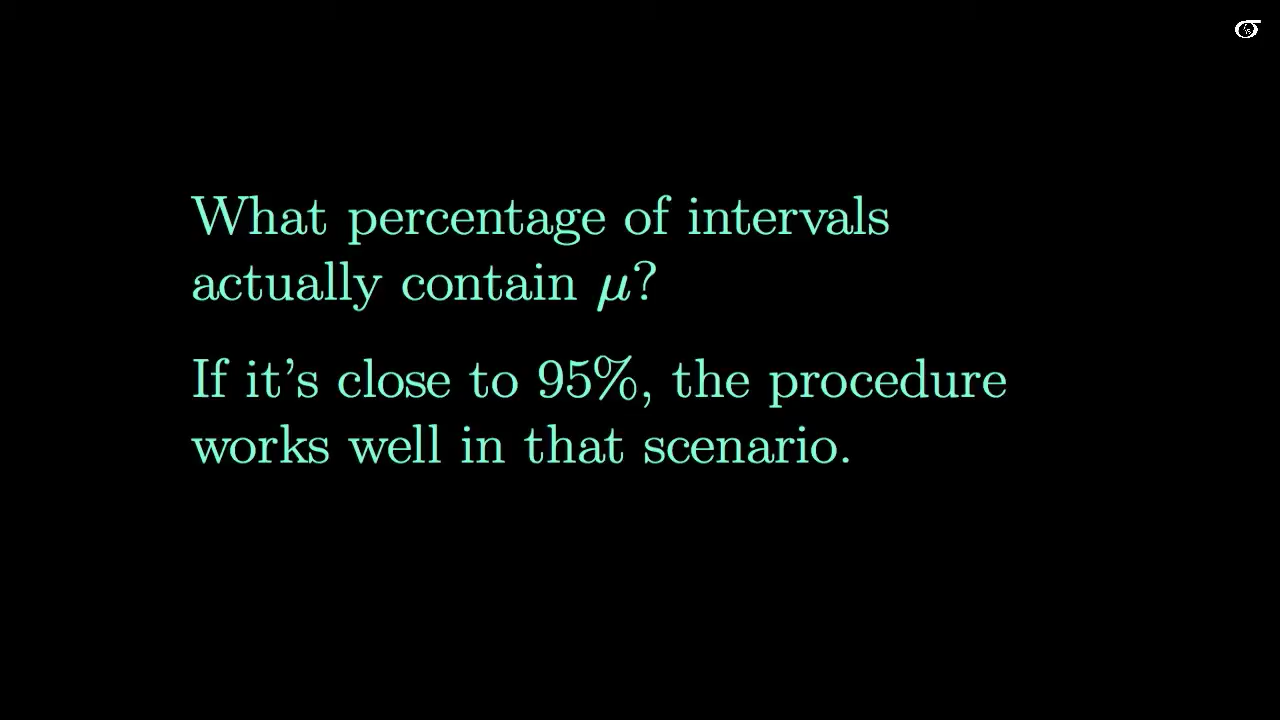 What percentage of intervals
actually contain μ?
If it's close to 95%, the procedure
works well in that scenario.